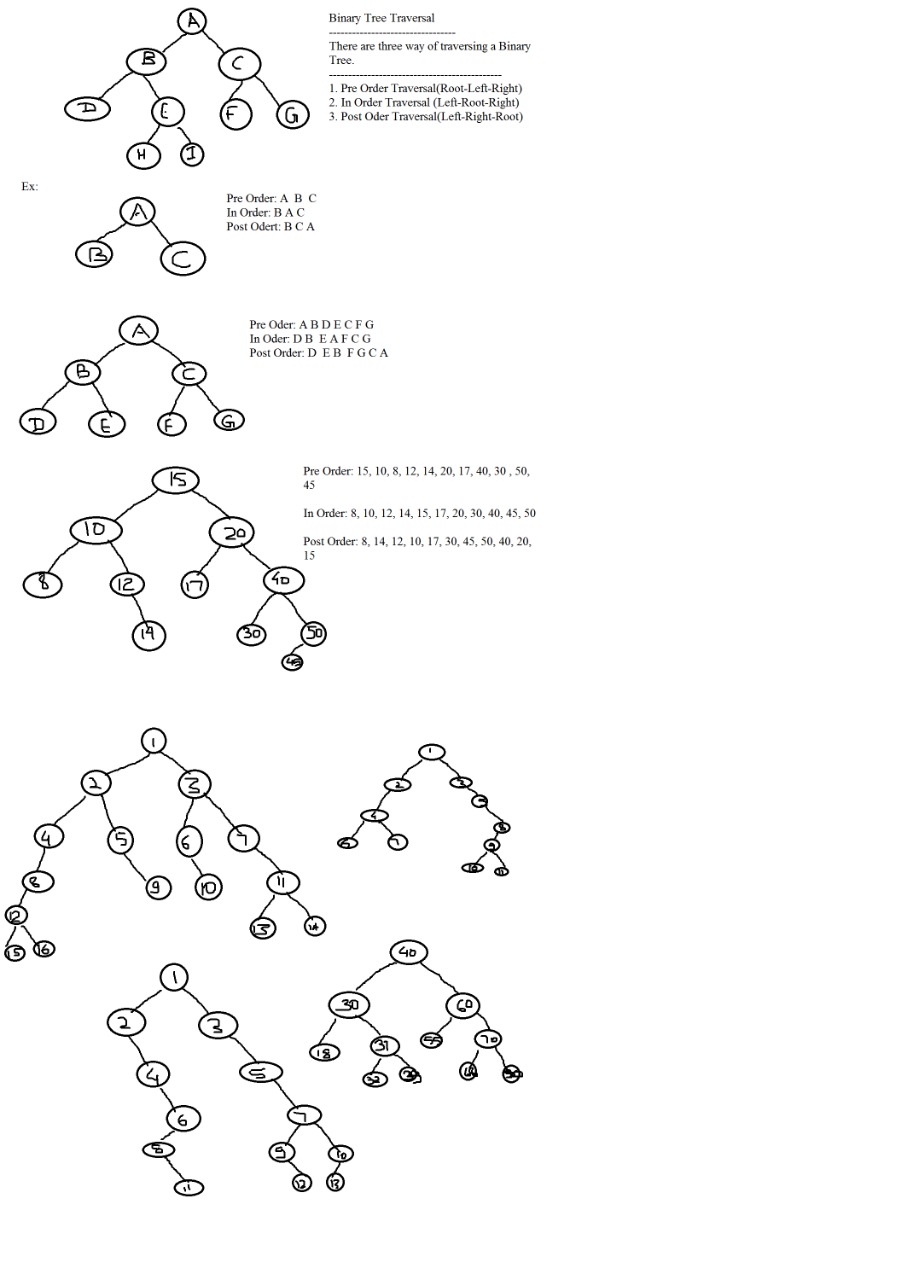 Binary Tree Traversal
---------------------------------
There are three way of traversing a Binary
Tree.
---------------------------------------------
1. Pre Order Traversal(Root-Left-Right)
2. In Order Traversal (Left-Root-Right)
3. Post Oder Traversal(Left-Right-Root)
A
B C
D E F G
H I
Ex:
Pre Order: A B C
In Order: B A C
Post Odert: B C A
A
B C
Pre Oder: A B D E C F G
In Oder: D B E A F C G
Post Order: D E B F G C A
A
B C
D E F G
Pre Order: 15, 10, 8, 12, 14, 20, 17, 40, 30 , 50,
45
In Order: 8, 10, 12, 14, 15, 17, 20, 30, 40, 45, 50
Post Order: 8, 14, 12, 10, 17, 30, 45, 50, 40, 20,
15
15
10 20
8 12 17 40
14 30 50
45
1
2 3
4 5 6 7
8 9 10 11
12 13 14
15 16
1
2 3
4
7
9
10 11
1
2 3
4 5
6 7
8 9 10
11 12 13
40
30 60
18 31 55 70
32